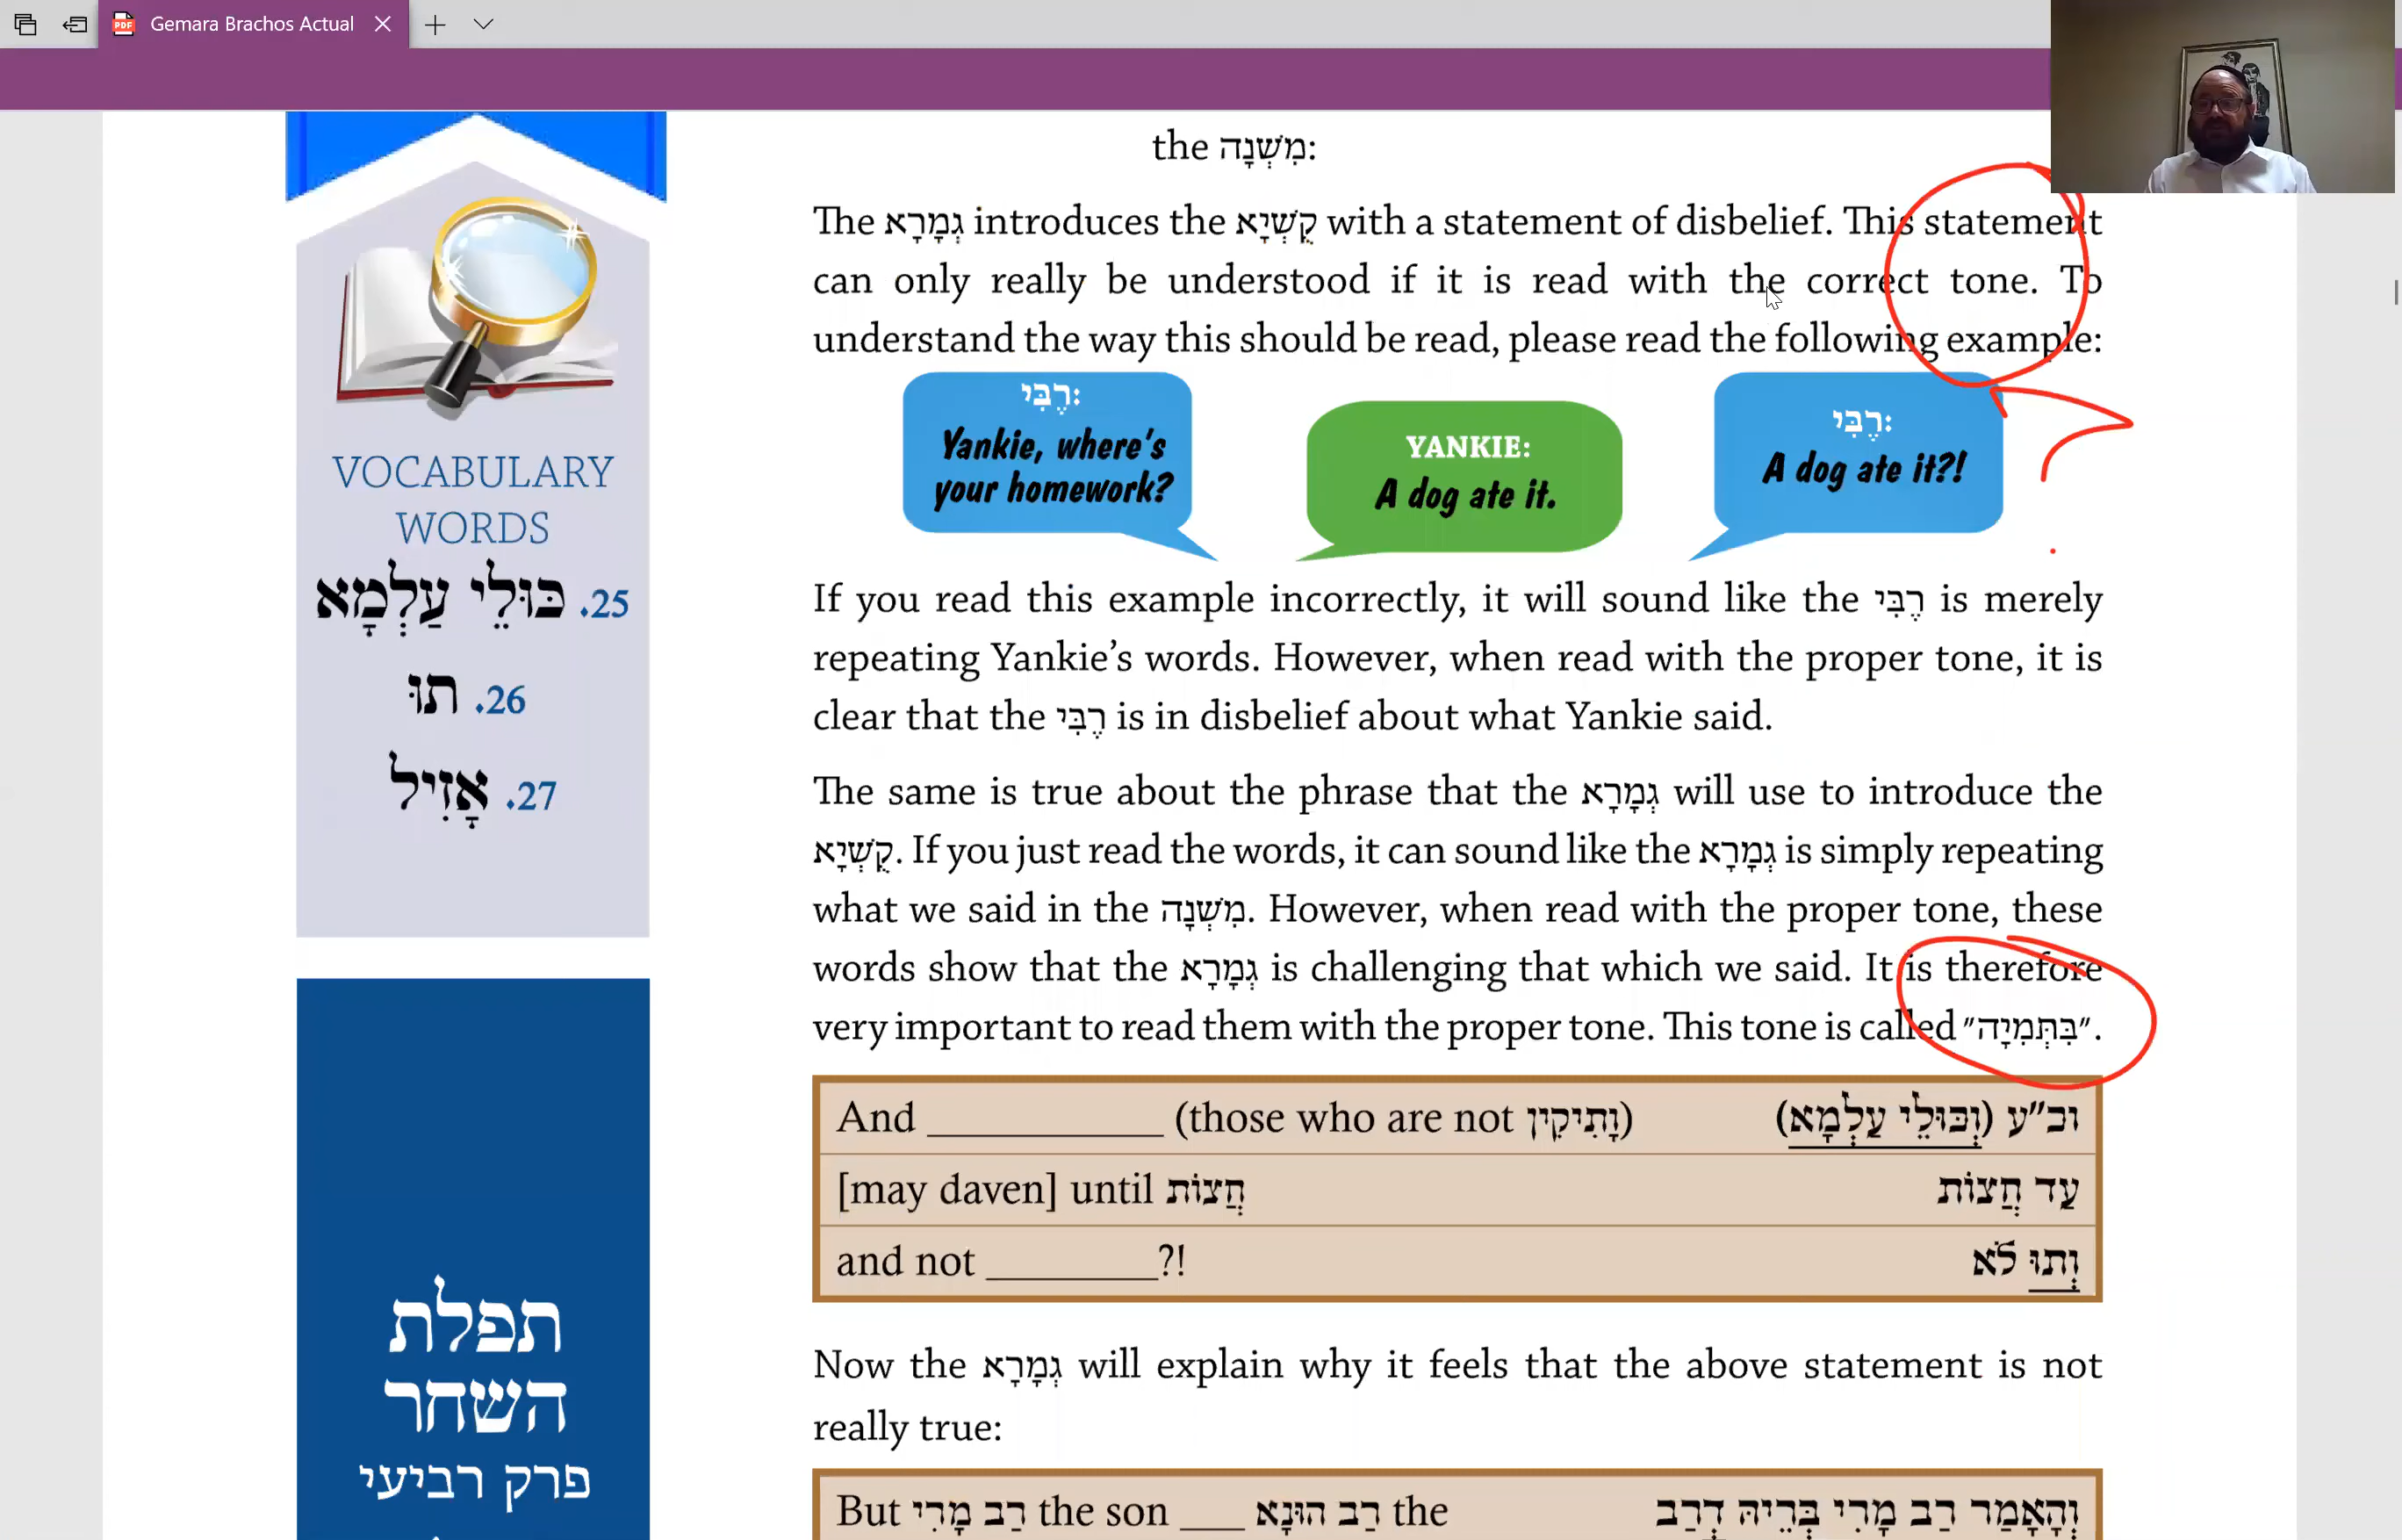 Gemara Brachos Actual
PDF
the מִשְׁנָה:
The גְּמָרָא introduces the קֻשְׁיָא with a statement of disbelief. This statement
can only really be understood if it is read with the correct tone. To
understand the way this should be read, please read the following example:
רֶבִּי:
Yankie, where's
your homework?
YANKIE:
A dog ate it.
רֶבִּי:
A dog ate it?!
If you read this example incorrectly, it will sound like the רֶבִּי is merely
repeating Yankie's words. However, when read with the proper tone, it is
clear that the רֶבִּי is in disbelief about what Yankie said.
The same is true about the phrase that the גְּמָרָא will use to introduce the
קֻשְׁיָא. If you just read the words, it can sound like the גְּמָרָא is simply repeating
what we said in the מִשְׁנָה. However, when read with the proper tone, these
words show that the גְּמָרָא is challenging that which we said. It is therefore
very important to read them with the proper tone. This tone is called "בִּתְמִיָה".
And ___________ (those who are not וָתִיקִין) וכ"ע (וְכוּלֵי עַלְמָא)
[may daven] until חֲצוֹת עַד חֲצוֹת
and not ________?! וְתוּ לֹא
Now the גְּמָרָא will explain why it feels that the above statement is not
really true:
But רַב מָרִי the son ___ רַב הוּנָא the וְהָאָמַר רַב מָרִי בְּרֵיהּ דְּרַב
VOCABULARY
WORDS
25. כּוּלֵי עַלְמָא
26. תוּ
27. אָזִיל
תפלת
השחר
פרק רביעי